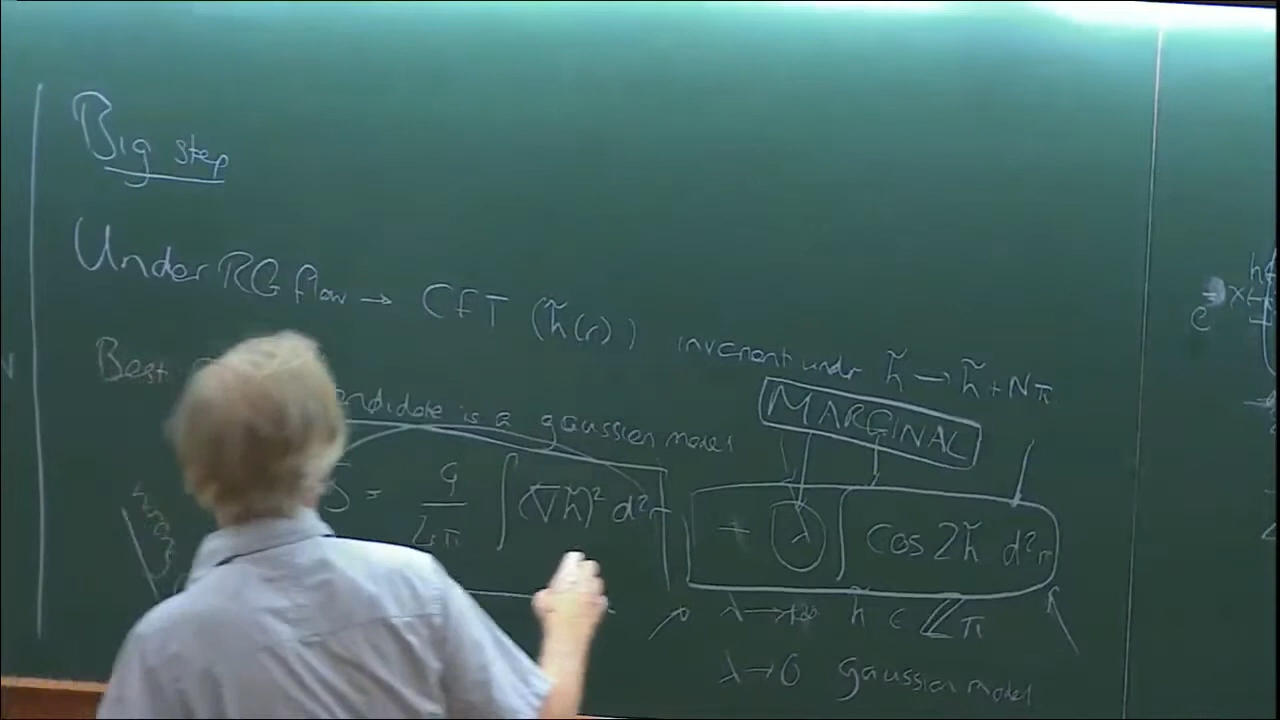 Big step
Under RG flow → CFT (h̃(r)) invariant under h̃ → h̃ + Nπ
Best candidate is a gaussian model
MARGINAL
S = g/4π ∫ (∇h̃)² d²r + λ ∫ cos 2h̃ d²r
λ → +∞ h̃ ∈ ℤπ
λ → 0 gaussian model